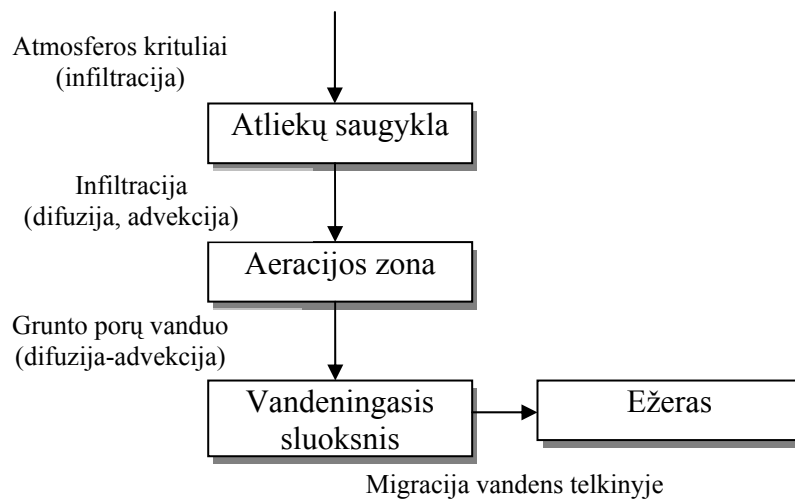 Atmosferos krituliai
(infiltracija)
Atliekų saugykla
Infiltracija
(difuzija, advekcija)
Aeracijos zona
Grunto porų vanduo
(difuzija-advekcija)
Vandeningasis
sluoksnis
Ežeras
Migracija vandens telkinyje